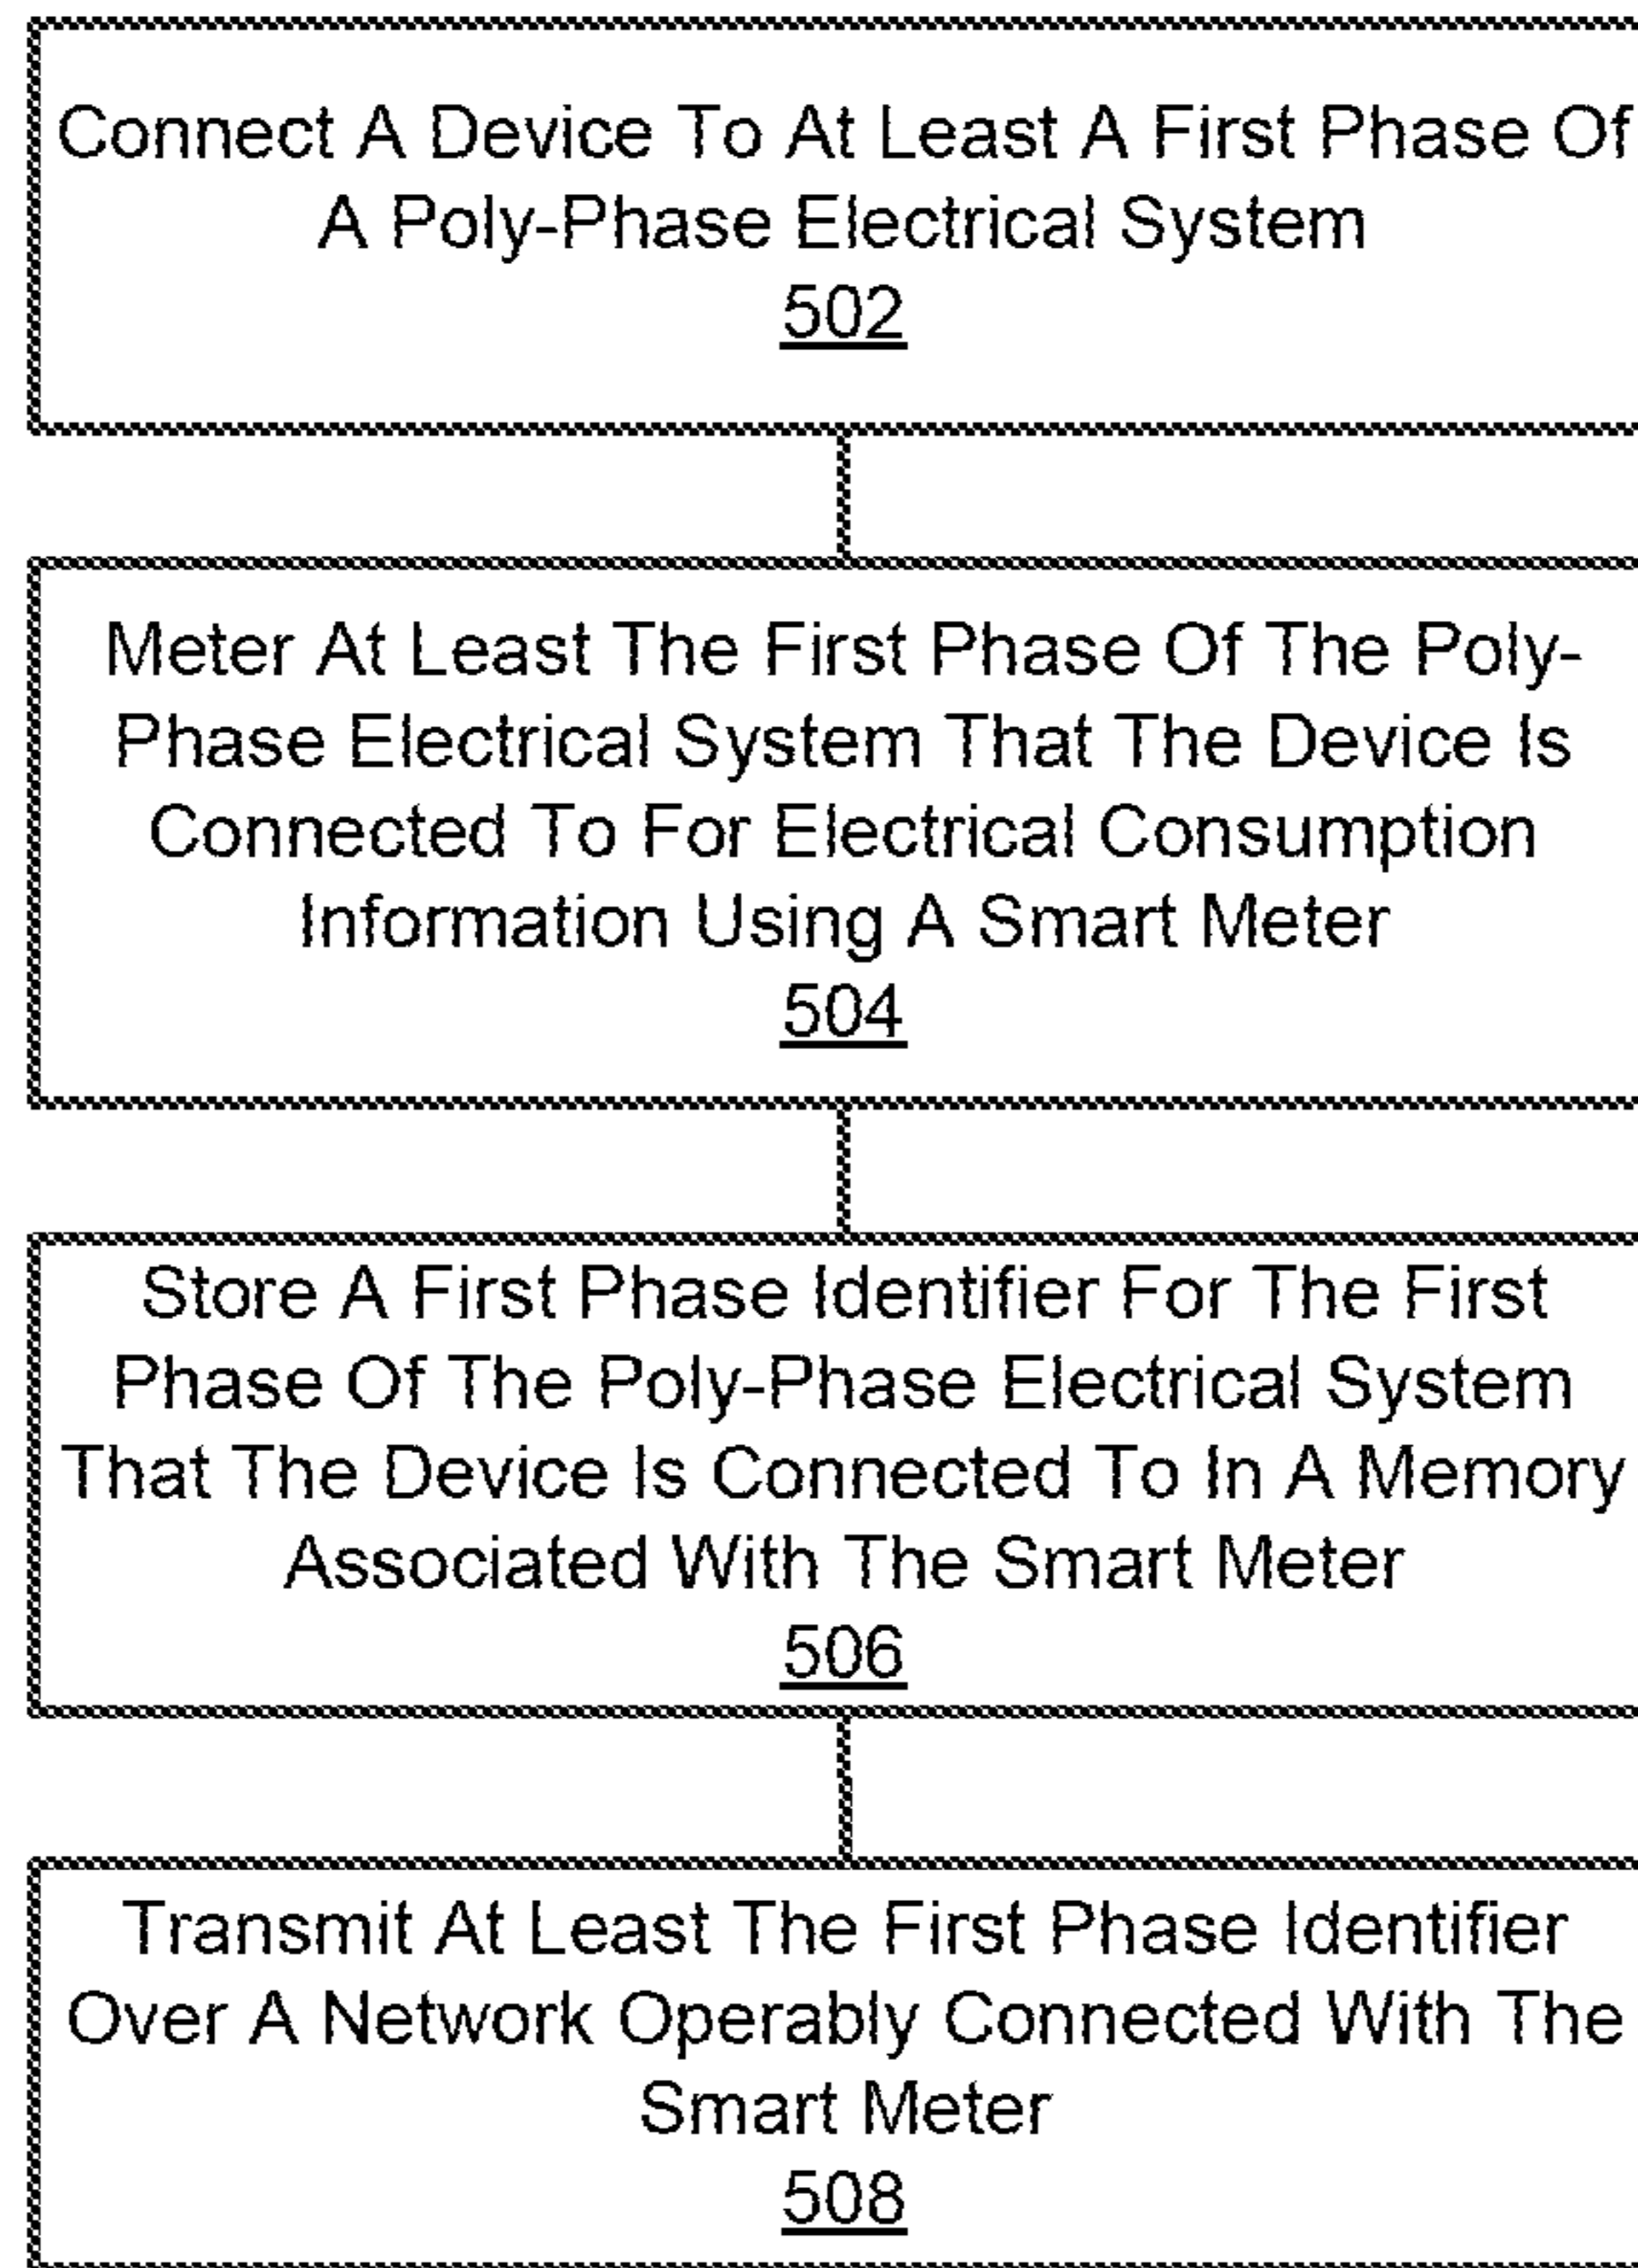 Connect A Device To At Least A First Phase Of
A Poly-Phase Electrical System
502
Meter At Least The First Phase Of The Poly-
Phase Electrical System That The Device Is
Connected To For Electrical Consumption
Information Using A Smart Meter
504
Store A First Phase Identifier For The First
Phase Of The Poly-Phase Electrical System
That The Device Is Connected To In A Memory
Associated With The Smart Meter
506
Transmit At Least The First Phase Identifier
Over A Network Operably Connected With The
Smart Meter
508